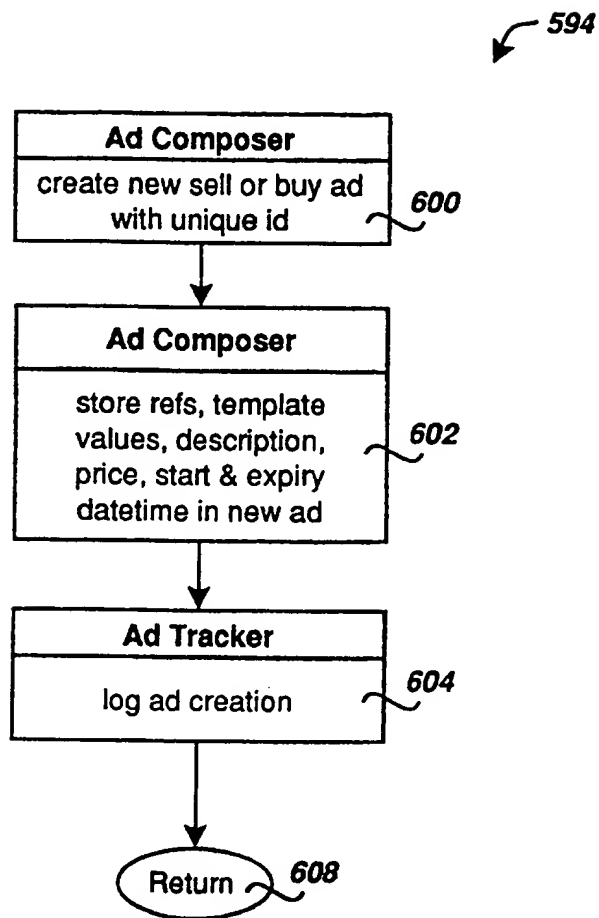 594
Ad Composer
create new sell or buy ad
with unique id
600
Ad Composer
store refs, template
values, description,
price, start & expiry
datetime in new ad
602
Ad Tracker
log ad creation
604
Return
608